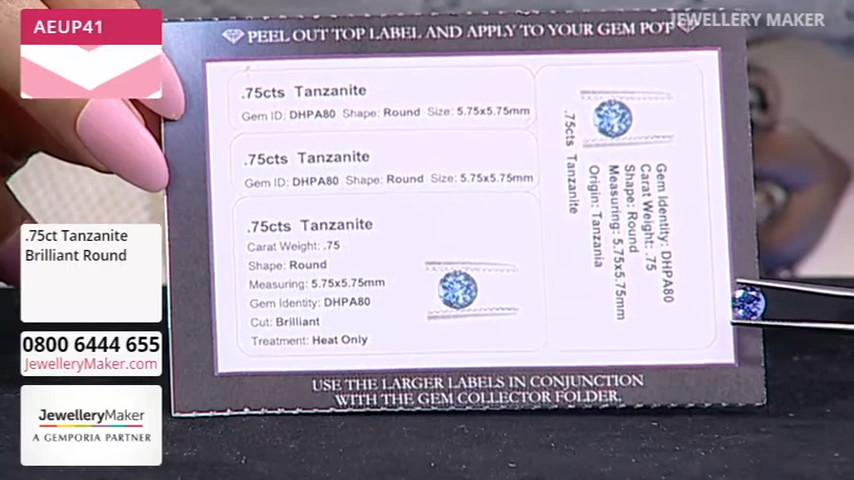 AEUP41
JEWELLERY MAKER
PEEL OUT TOP LABEL AND APPLY TO YOUR GEM POT
.75cts Tanzanite
Gem ID: DHPA80 Shape: Round Size: 5.75x5.75mm
.75cts Tanzanite
Gem ID: DHPA80 Shape: Round Size: 5.75x5.75mm
.75cts Tanzanite
Carat Weight: .75
Shape: Round
Measuring: 5.75x5.75mm
Gem Identity: DHPA80
Cut: Brilliant
Treatment: Heat Only
.75cts Tanzanite
Gem Identity: DHPA80
Carat Weight: .75
Shape: Round
Measuring: 5.75x5.75mm
Origin: Tanzania
USE THE LARGER LABELS IN CONJUNCTION
WITH THE GEM COLLECTOR FOLDER.
.75ct Tanzanite
Brilliant Round
0800 6444 655
JewelleryMaker.com
JewelleryMaker
A GEMPORIA PARTNER